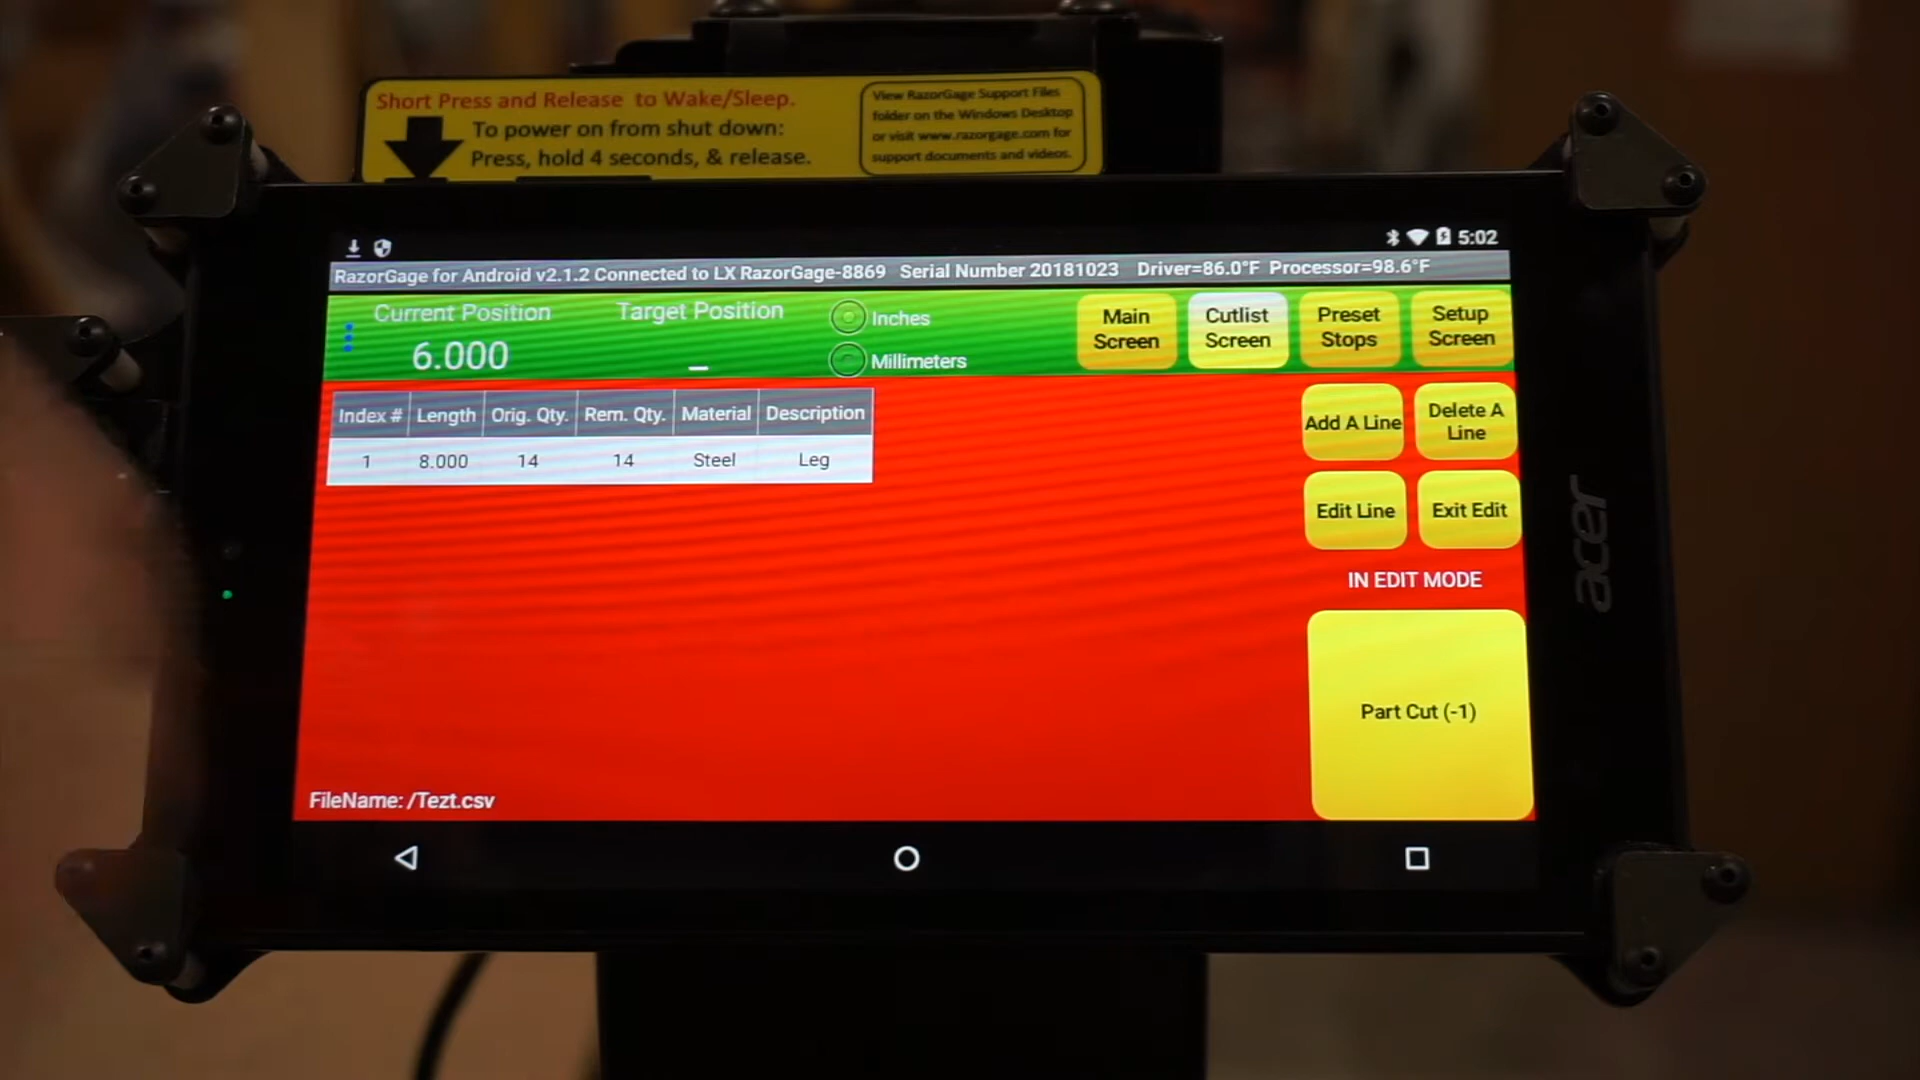 Short Press and Release to Wake/Sleep.
To power on from shut down:
Press, hold 4 seconds, & release.
View RazorGage Support Files
folder on the Windows Desktop
or visit www.razorgage.com for
support documents and videos.
5:02
RazorGage for Android v2.1.2 Connected to LX RazorGage-8869 Serial Number 20181023 Driver=86.0°F Processor=98.6°F
Current Position
6.000
Target Position
_
Inches
Millimeters
Main
Screen
Cutlist
Screen
Preset
Stops
Setup
Screen
Index # Length Orig. Qty. Rem. Qty. Material Description
1 8.000 14 14 Steel Leg
Add A Line
Delete A
Line
Edit Line
Exit Edit
IN EDIT MODE
Part Cut (-1)
FileName: /Tezt.csv
acer